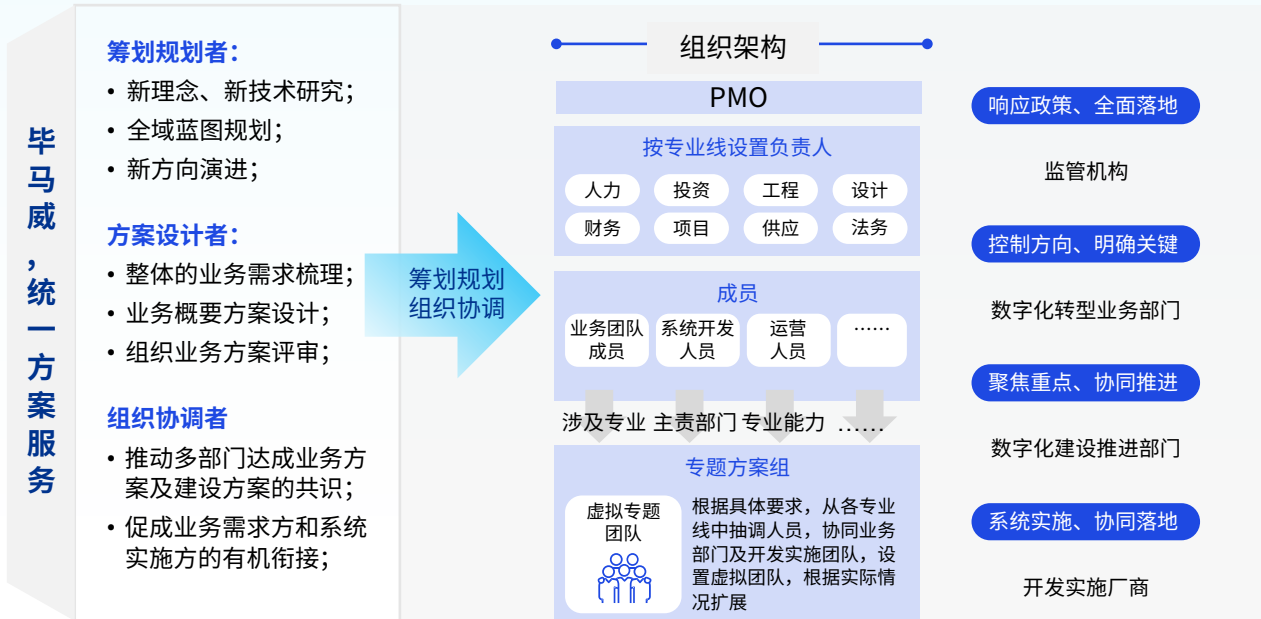 毕马威，统一方案服务
筹划规划者：
• 新理念、新技术研究；
• 全域蓝图规划；
• 新方向演进；
方案设计者：
• 整体的业务需求梳理；
• 业务概要方案设计；
• 组织业务方案评审；
组织协调者
• 推动多部门达成业务方
案及建设方案的共识；
• 促成业务需求方和系统
实施方的有机衔接；
筹划规划
组织协调
组织架构
PMO
按专业线设置负责人
人力 投资 工程 设计
财务 项目 供应 法务
成员
业务团队
成员
系统开发
人员
运营
人员
……
涉及专业 主责部门 专业能力 ……
专题方案组
虚拟专题
团队
根据具体要求，从各专业
线中抽调人员，协同业务
部门及开发实施团队，设
置虚拟团队，根据实际情
况扩展
响应政策、全面落地
监管机构
控制方向、明确关键
数字化转型业务部门
聚焦重点、协同推进
数字化建设推进部门
系统实施、协同落地
开发实施厂商